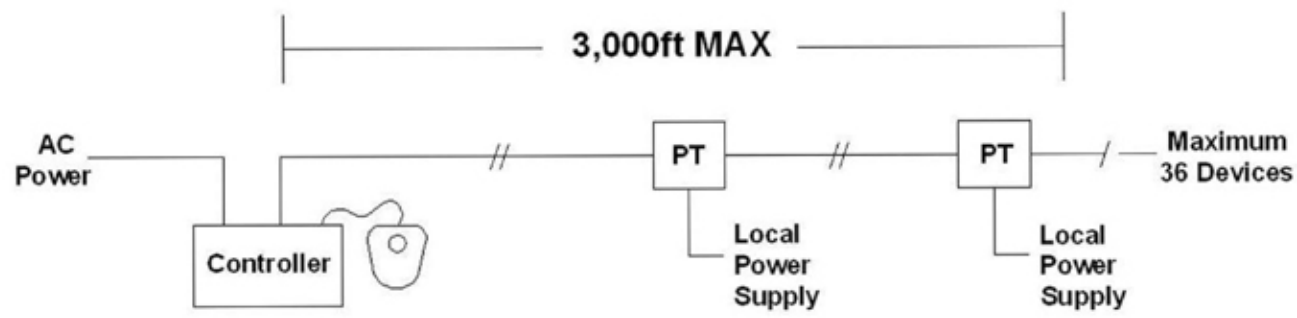 3,000ft MAX
AC
Power
PT
PT
Maximum
36 Devices
Controller
Local
Power
Supply
Local
Power
Supply